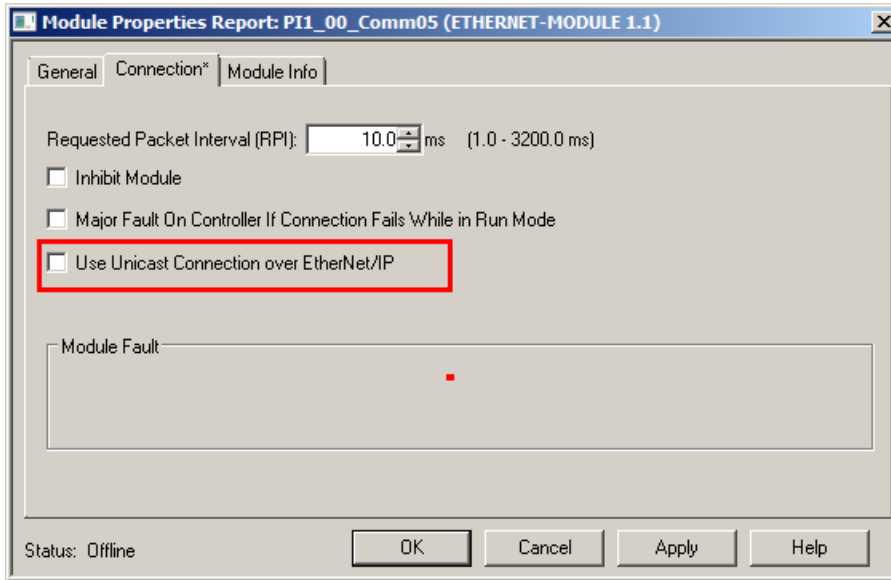 Module Properties Report: PI1_00_Comm05 (ETHERNET-MODULE 1.1)
General Connection* Module Info
Requested Packet Interval (RPI): 10.0 ms (1.0 - 3200.0 ms)
Inhibit Module
Major Fault On Controller If Connection Fails While in Run Mode
Use Unicast Connection over EtherNet/IP
Module Fault
Status: Offline OK Cancel Apply Help